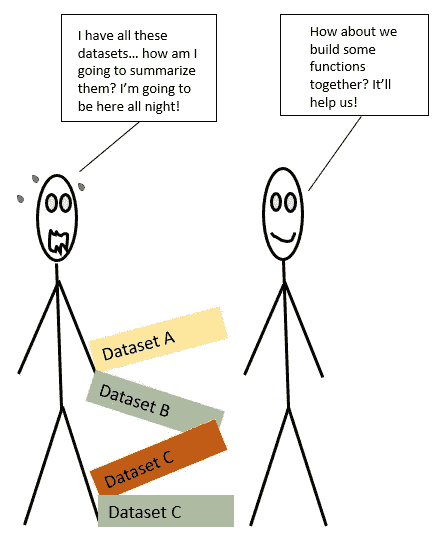 I have all these
datasets... how am I
going to summarize
them? I'm going to
be here all night!
How about we
build some
functions
together? It'll
help us!
Dataset A
Dataset B
Dataset C
Dataset C